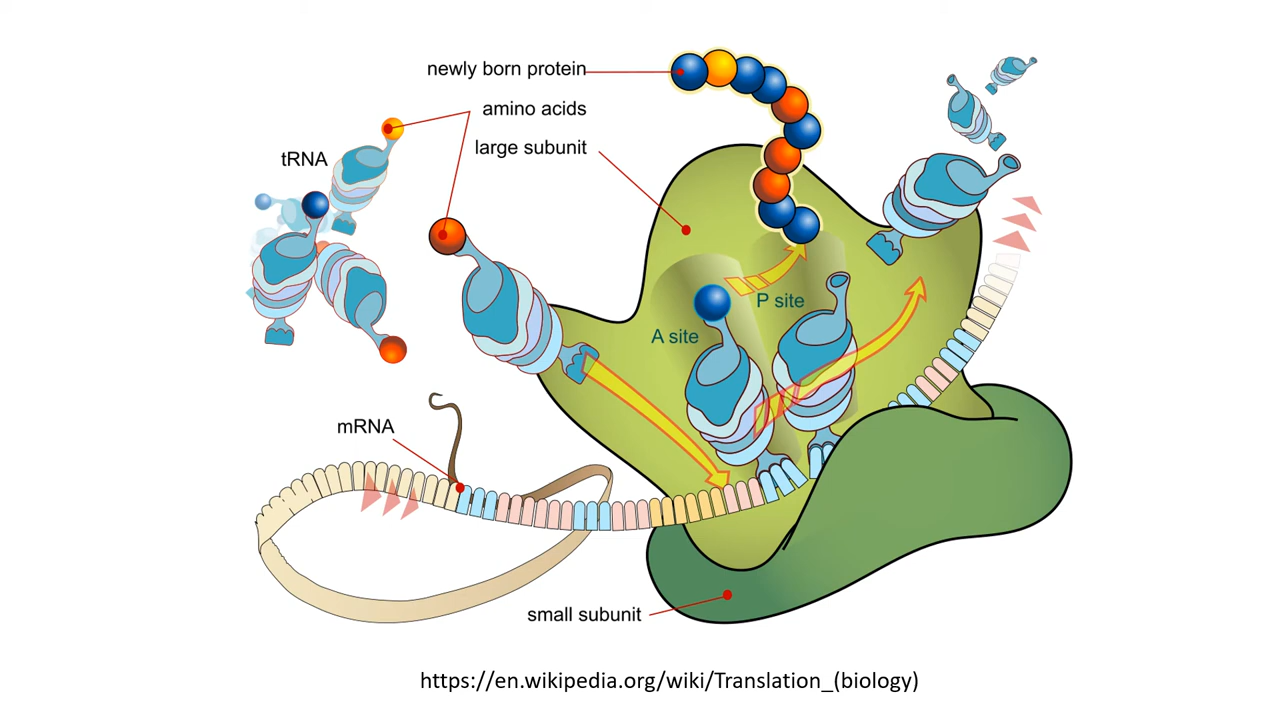 newly born protein
amino acids
large subunit
tRNA
P site
A site
mRNA
small subunit
https://en.wikipedia.org/wiki/Translation_(biology)